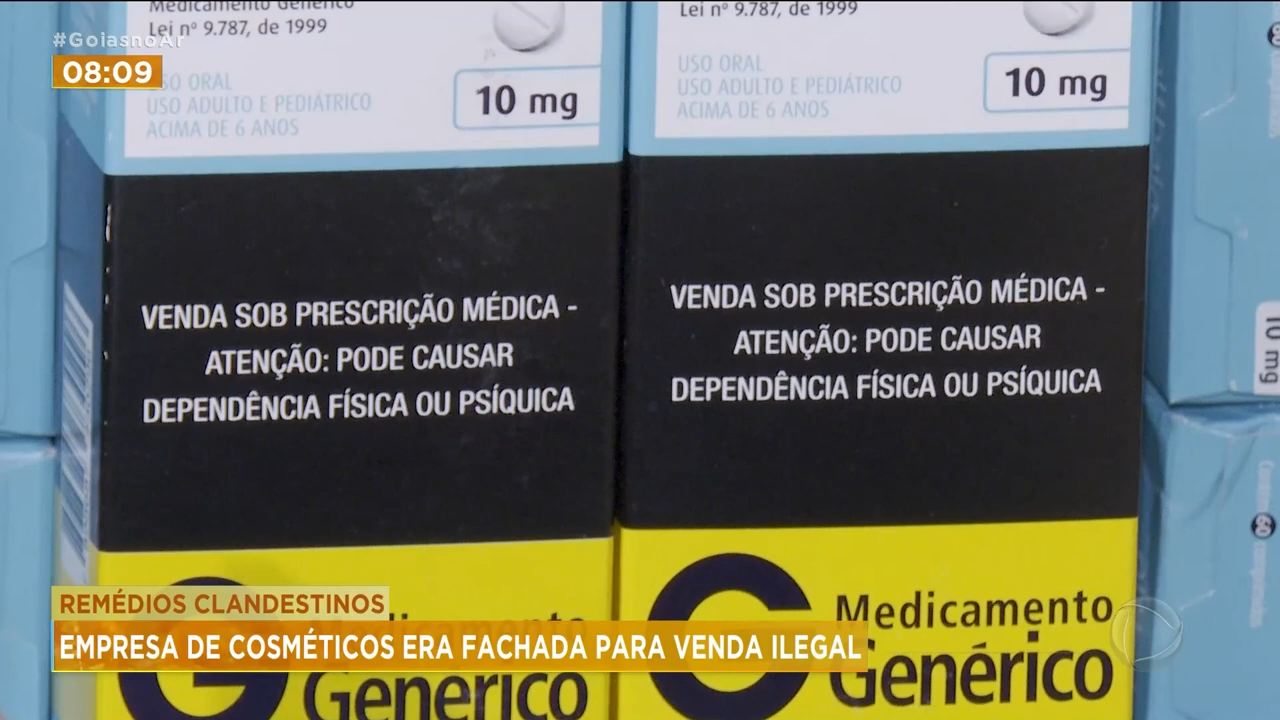 #GoiasnoAr
08:09
Medicamento Genérico
Lei nº 9.787, de 1999
USO ORAL
USO ADULTO E PEDIÁTRICO
ACIMA DE 6 ANOS
10 mg
VENDA SOB PRESCRIÇÃO MÉDICA -
ATENÇÃO: PODE CAUSAR
DEPENDÊNCIA FÍSICA OU PSÍQUICA
G
Medicamento
Genérico
Lei nº 9.787, de 1999
USO ORAL
USO ADULTO E PEDIÁTRICO
ACIMA DE 6 ANOS
10 mg
VENDA SOB PRESCRIÇÃO MÉDICA -
ATENÇÃO: PODE CAUSAR
DEPENDÊNCIA FÍSICA OU PSÍQUICA
G
Medicamento
Genérico
10 mg
60
REMÉDIOS CLANDESTINOS
EMPRESA DE COSMÉTICOS ERA FACHADA PARA VENDA ILEGAL